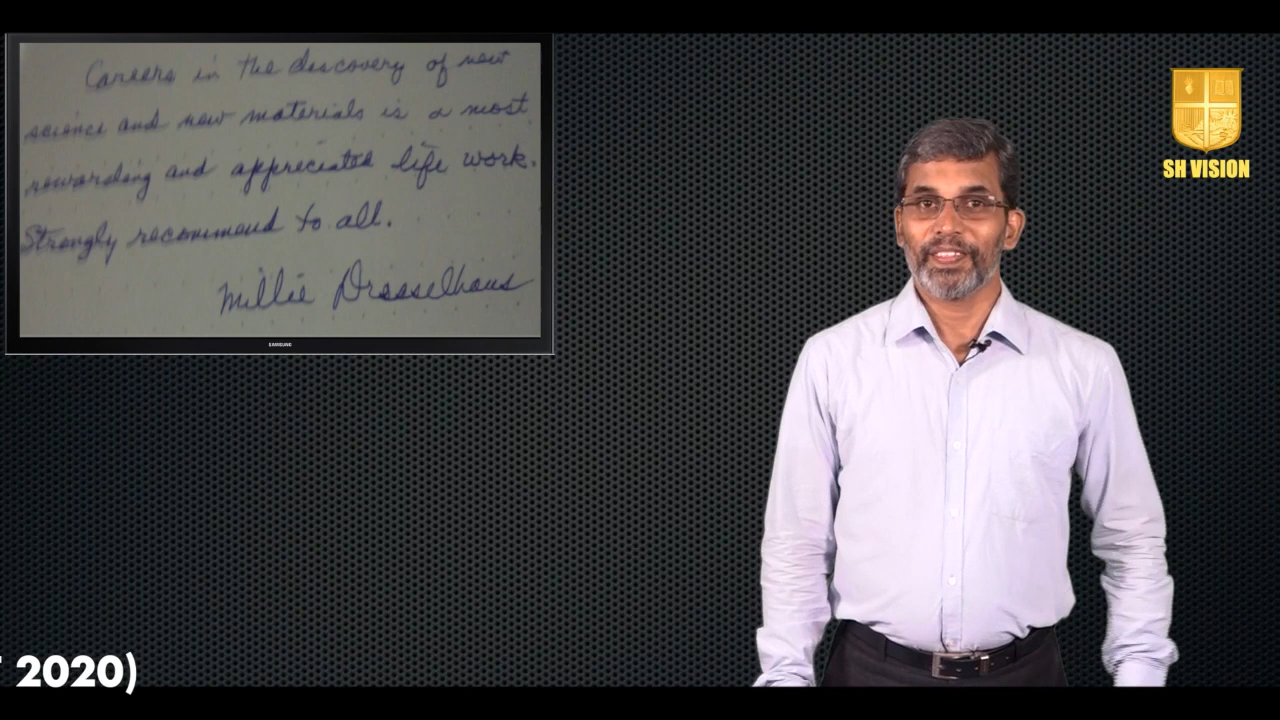 Careers in the discovery of new
science and new materials is a most
rewarding and appreciated life work.
Strongly recommend to all.
Millie Dresselhaus
SAMSUNG
SH VISION
2020)